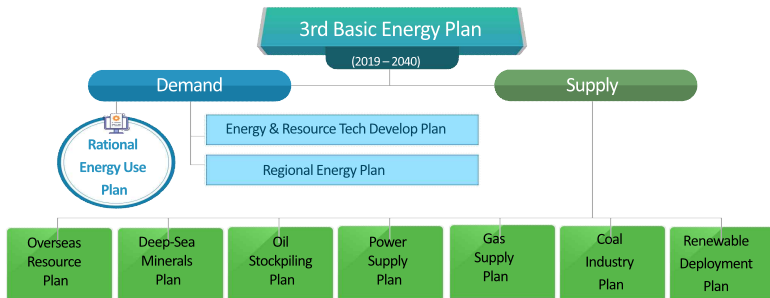 3rd Basic Energy Plan
(2019 – 2040)
Demand
Supply
Rational
Energy Use
Plan
Energy & Resource Tech Develop Plan
Regional Energy Plan
Overseas
Resource
Plan
Deep-Sea
Minerals
Plan
Oil
Stockpiling
Plan
Power
Supply
Plan
Gas
Supply
Plan
Coal
Industry
Plan
Renewable
Deployment
Plan